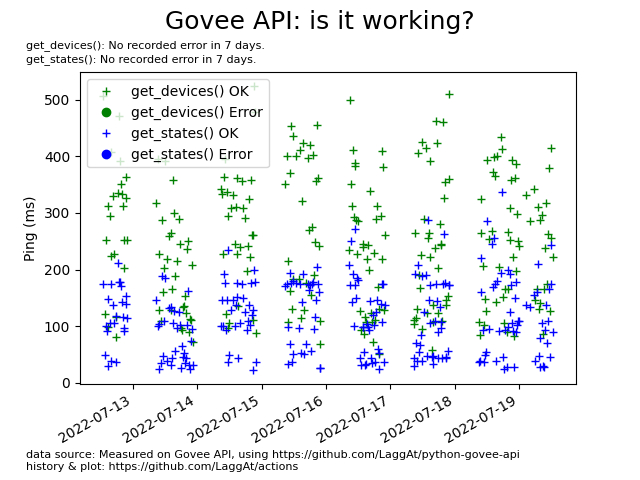 Govee API: is it working?
get_devices(): No recorded error in 7 days.
get_states(): No recorded error in 7 days.
get_devices() OK
get_devices() Error
get_states() OK
get_states() Error
Ping (ms)
500
400
300
200
100
0
2022-07-13
2022-07-14
2022-07-15
2022-07-16
2022-07-17
2022-07-18
2022-07-19
data source: Measured on Govee API, using https://github.com/LaggAt/python-govee-api
history & plot: https://github.com/LaggAt/actions